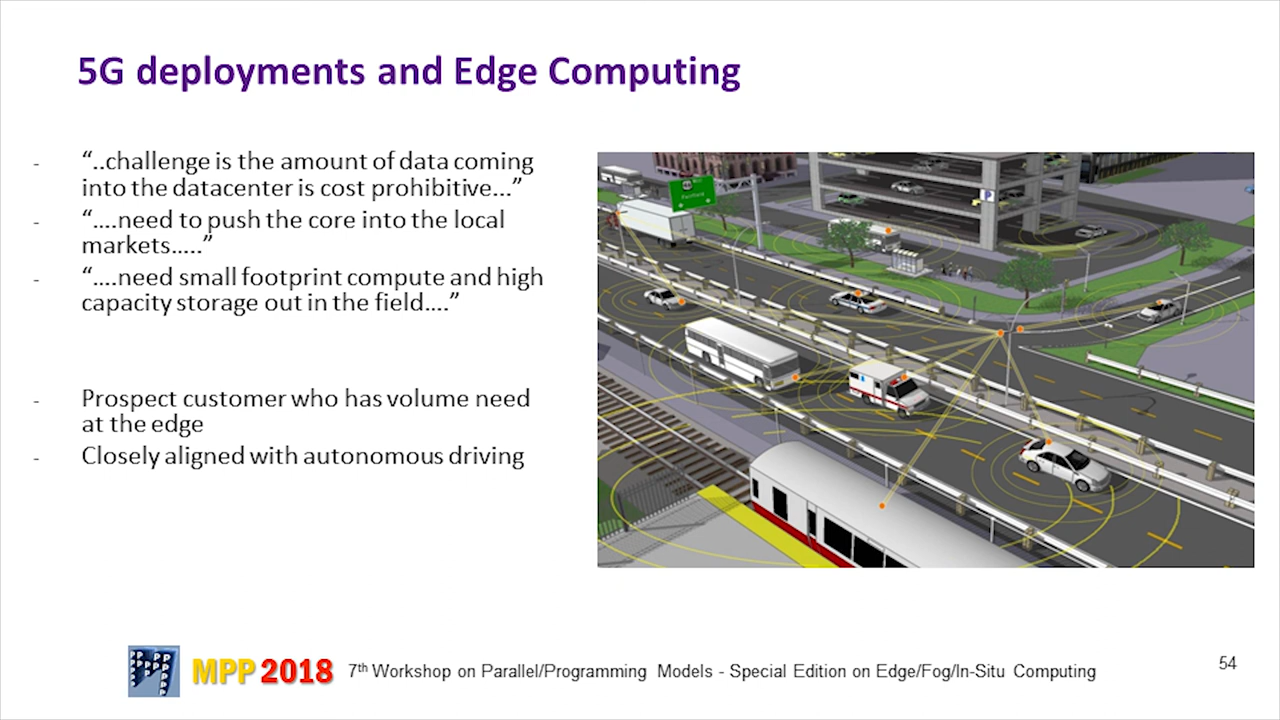 5G deployments and Edge Computing
- “..challenge is the amount of data coming
into the datacenter is cost prohibitive...”
- “....need to push the core into the local
markets.....”
- “....need small footprint compute and high
capacity storage out in the field....”
- Prospect customer who has volume need
at the edge
- Closely aligned with autonomous driving
P
MPP 2018
7th Workshop on Parallel/Programming Models - Special Edition on Edge/Fog/In-Situ Computing
54